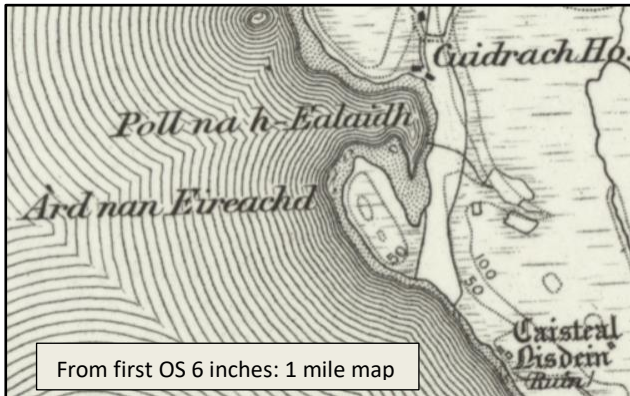 Cuidrach Ho.
Poll na h-Ealaidh
Àrd nan Eireachd
50
100
50
Caisteal
Uisdein
(Ruin)
From first OS 6 inches: 1 mile map